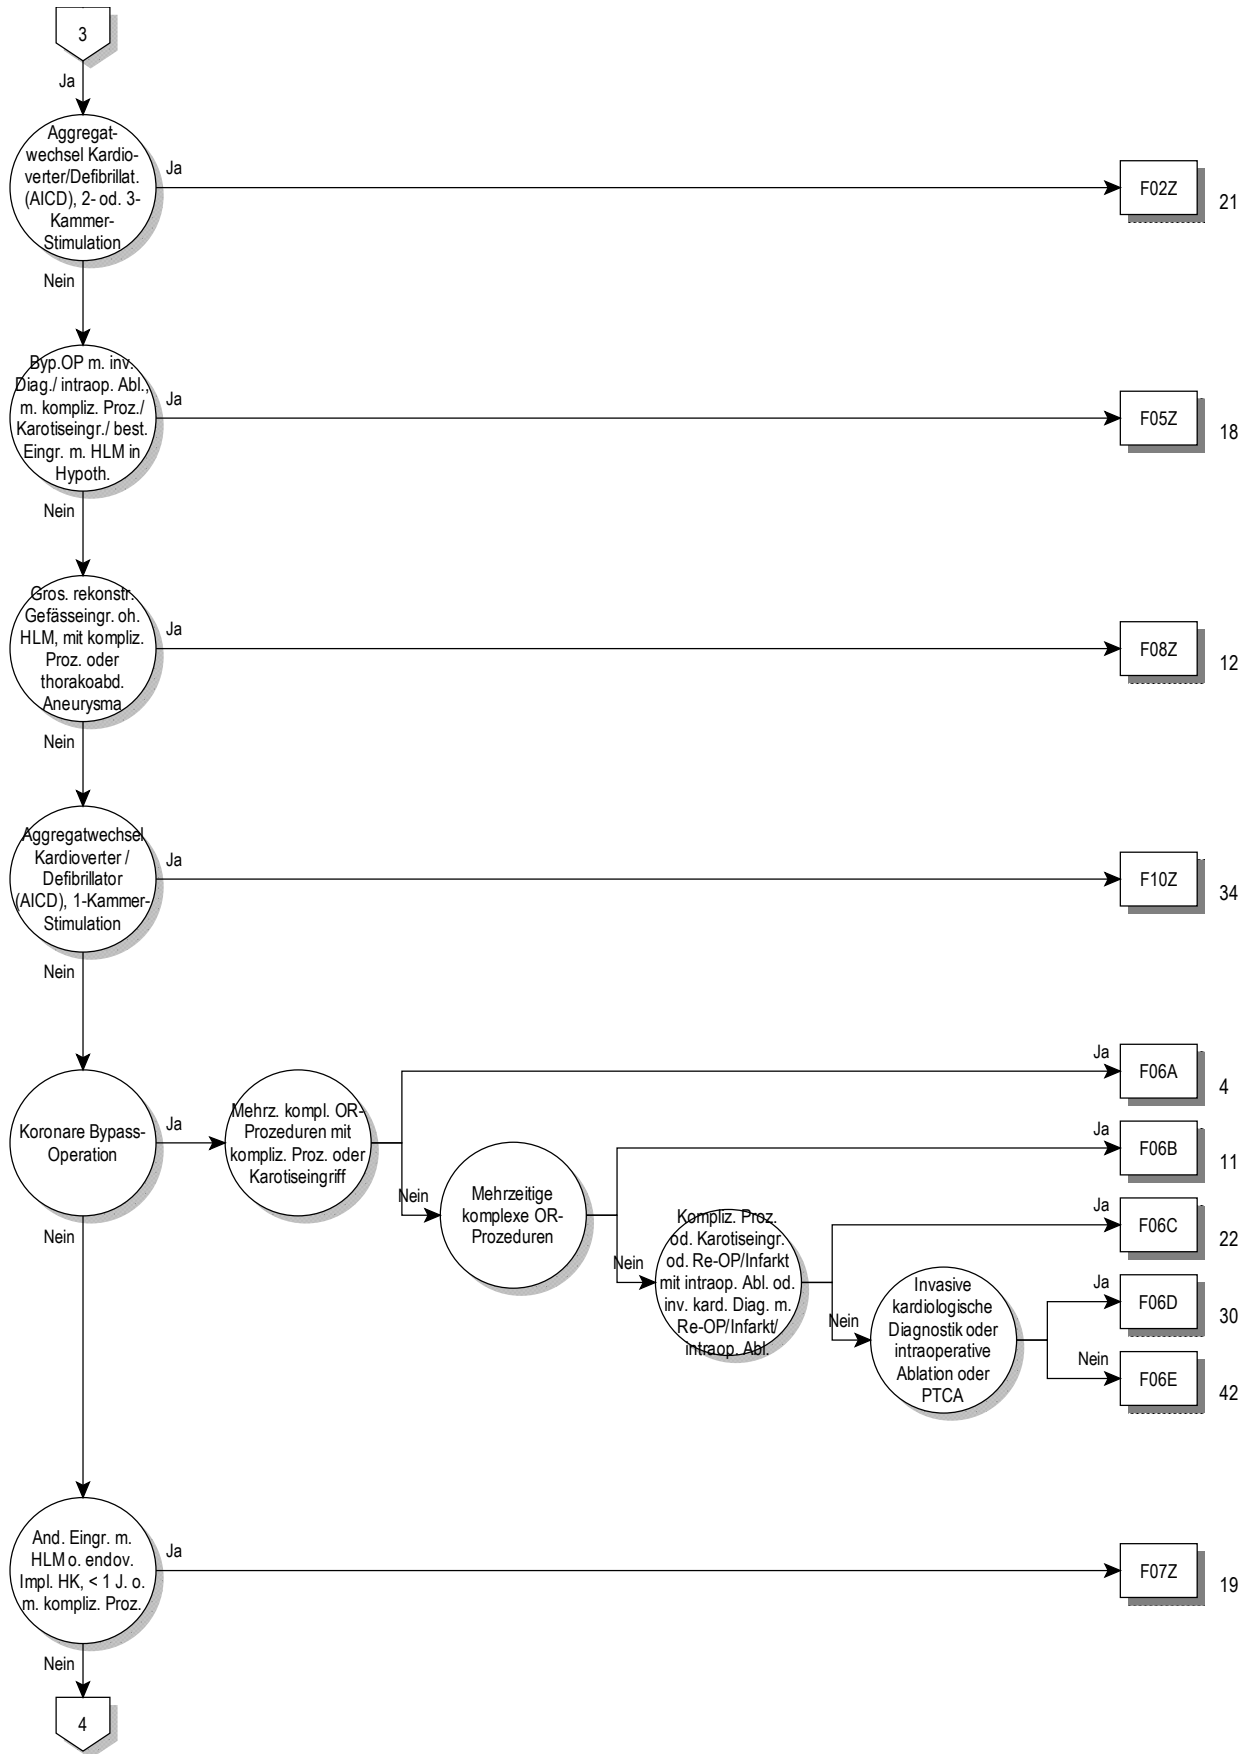 3
Ja
Aggregat-
wechsel Kardio-
verter/Defibrillat.
(AICD), 2- od. 3-
Kammer-
Stimulation
Ja
F02Z
21
Nein
Byp.OP m. inv.
Diag./ intraop. Abl.,
m. kompliz. Proz./
Karotiseingr./ best.
Eingr. m. HLM in
Hypoth.
Ja
F05Z
18
Nein
Gros. rekonstr.
Gefässeingr. oh.
HLM, mit kompliz.
Proz. oder
thorakoabd.
Aneurysma
Ja
F08Z
12
Nein
Aggregatwechsel
Kardioverter /
Defibrillator
(AICD), 1-Kammer-
Stimulation
Ja
F10Z
34
Nein
Koronare Bypass-
Operation
Ja
Mehrz. kompl. OR-
Prozeduren mit
kompliz. Proz. oder
Karotiseingriff
Ja
F06A
4
Nein
Mehrzeitige
komplexe OR-
Prozeduren
Ja
F06B
11
Nein
Kompliz. Proz.
od. Karotiseingr.
od. Re-OP/Infarkt
mit intraop. Abl. od.
inv. kard. Diag. m.
Re-OP/Infarkt/
intraop. Abl.
Ja
F06C
22
Nein
Invasive
kardiologische
Diagnostik oder
intraoperative
Ablation oder
PTCA
Ja
F06D
30
Nein
F06E
42
Nein
And. Eingr. m.
HLM o. endov.
Impl. HK, < 1 J. o.
m. kompliz. Proz.
Ja
F07Z
19
Nein
4